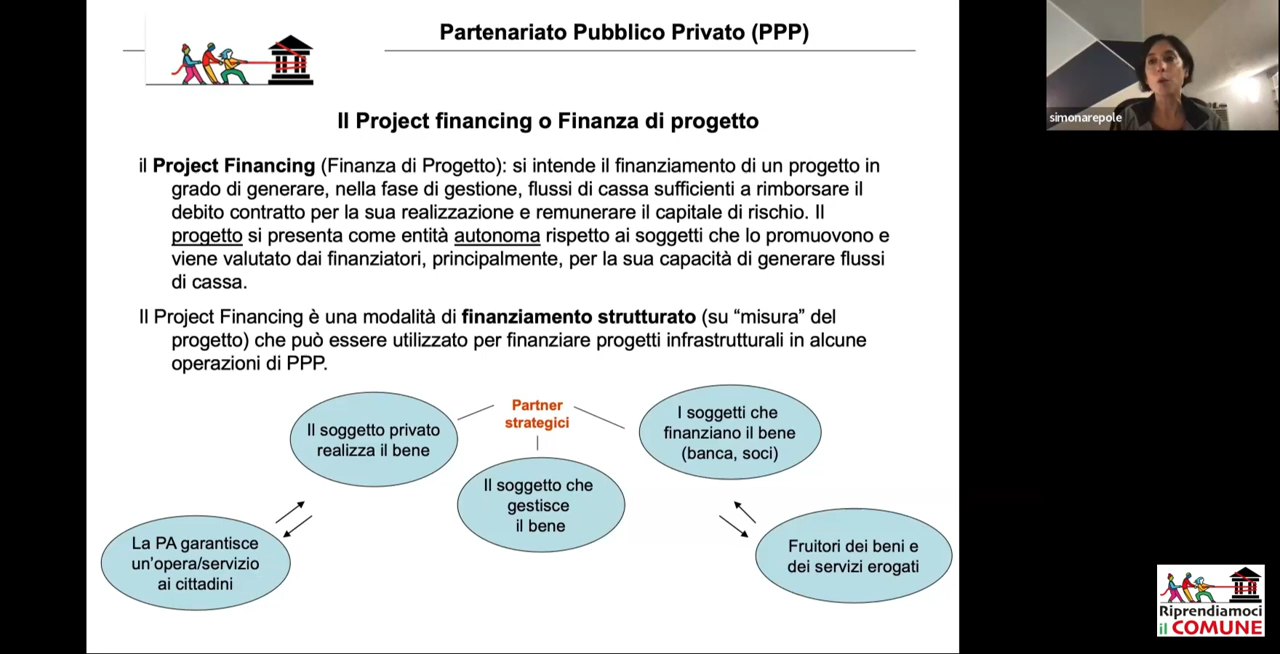 Partenariato Pubblico Privato (PPP)
simonarepole
Il Project financing o Finanza di progetto
il Project Financing (Finanza di Progetto): si intende il finanziamento di un progetto in
grado di generare, nella fase di gestione, flussi di cassa sufficienti a rimborsare il
debito contratto per la sua realizzazione e remunerare il capitale di rischio. Il
progetto si presenta come entità autonoma rispetto ai soggetti che lo promuovono e
viene valutato dai finanziatori, principalmente, per la sua capacità di generare flussi
di cassa.
Il Project Financing è una modalità di finanziamento strutturato (su “misura” del
progetto) che può essere utilizzato per finanziare progetti infrastrutturali in alcune
operazioni di PPP.
Partner
strategici
Il soggetto privato
realizza il bene
I soggetti che
finanziano il bene
(banca, soci)
Il soggetto che
gestisce
il bene
La PA garantisce
un’opera/servizio
ai cittadini
Fruitori dei beni e
dei servizi erogati
Riprendiamoci
il COMUNE